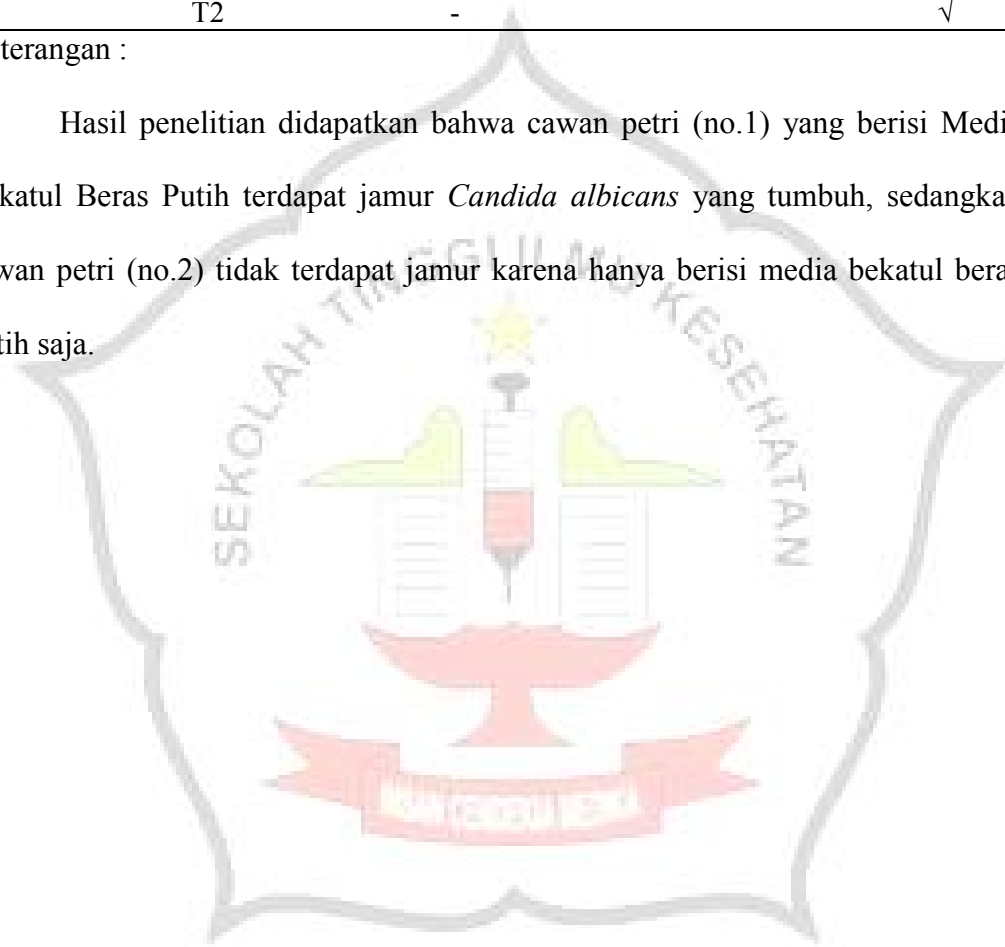 T2 - √
terangan :
Hasil penelitian didapatkan bahwa cawan petri (no.1) yang berisi Medi
katul Beras Putih terdapat jamur Candida albicans yang tumbuh, sedangka
wan petri (no.2) tidak terdapat jamur karena hanya berisi media bekatul bera
tih saja.
SEKOLAH TINGGI ILMU KESEHATAN